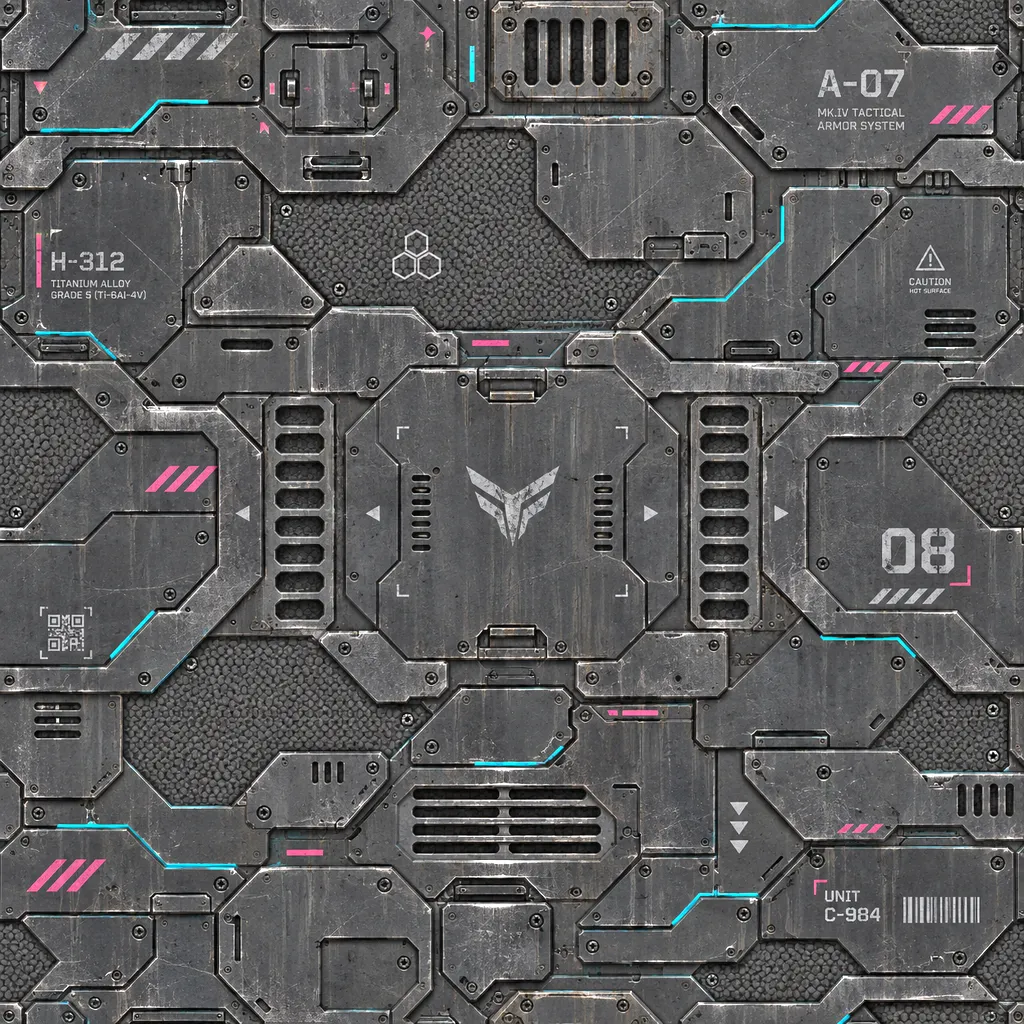 A-07
MK.IV TACTICAL
ARMOR SYSTEM
H-312
TITANIUM ALLOY
GRADE 5 (Ti-6Al-4V)
CAUTION
HOT SURFACE
08
UNIT
C-984